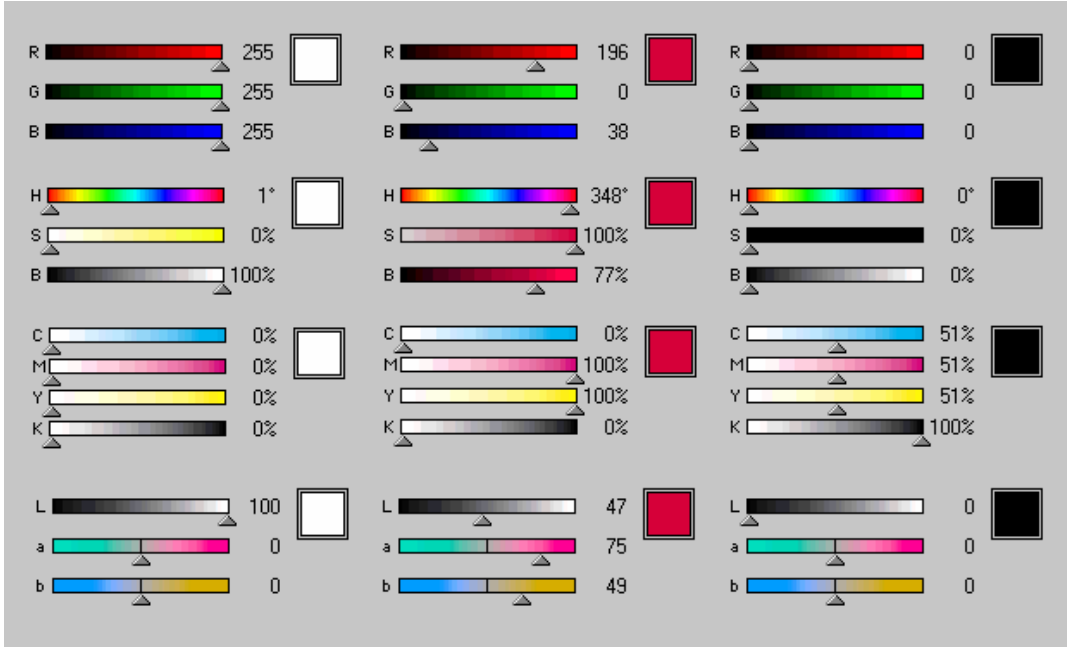 R 255 R 196 R 0
G 255 G 0 G 0
B 255 B 38 B 0
H 1° H 348° H 0°
S 0% S 100% S 0%
B 100% B 77% B 0%
C 0% C 0% C 51%
M 0% M 100% M 51%
Y 0% Y 100% Y 51%
K 0% K 0% K 100%
L 100 L 47 L 0
a 0 a 75 a 0
b 0 b 49 b 0